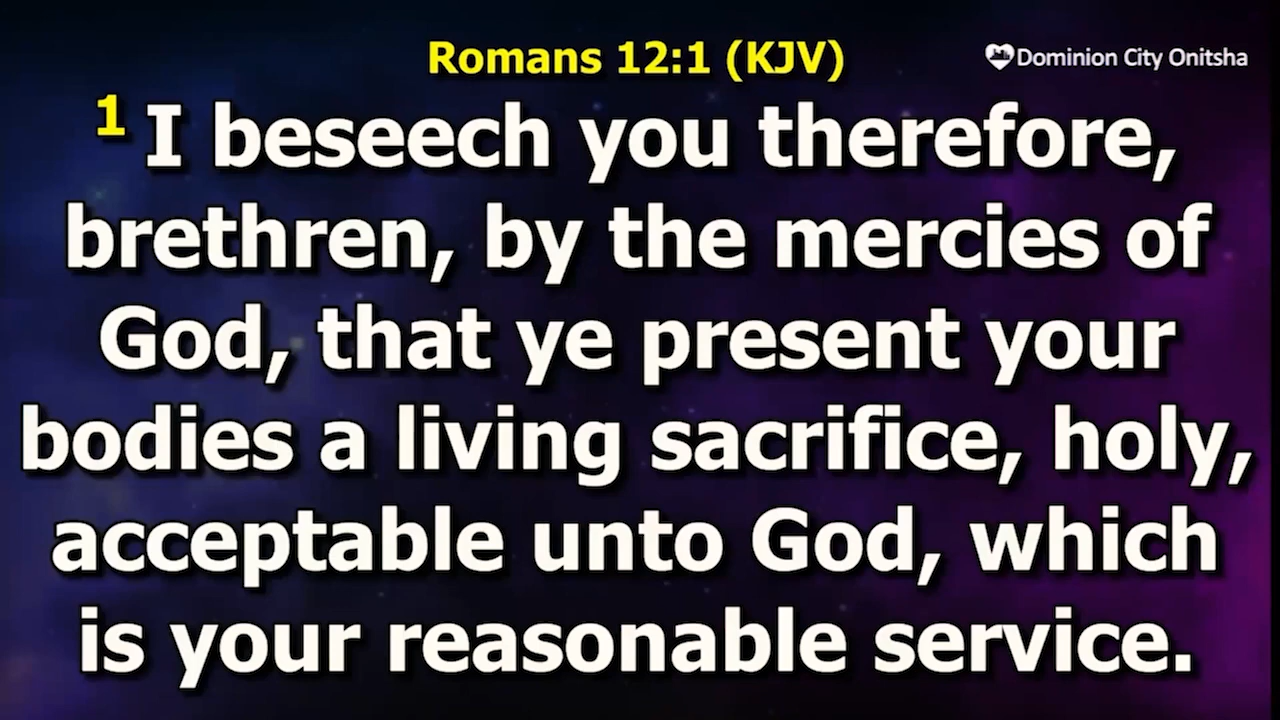 Romans 12:1 (KJV)
Dominion City Onitsha
1 I beseech you therefore,
brethren, by the mercies of
God, that ye present your
bodies a living sacrifice, holy,
acceptable unto God, which
is your reasonable service.